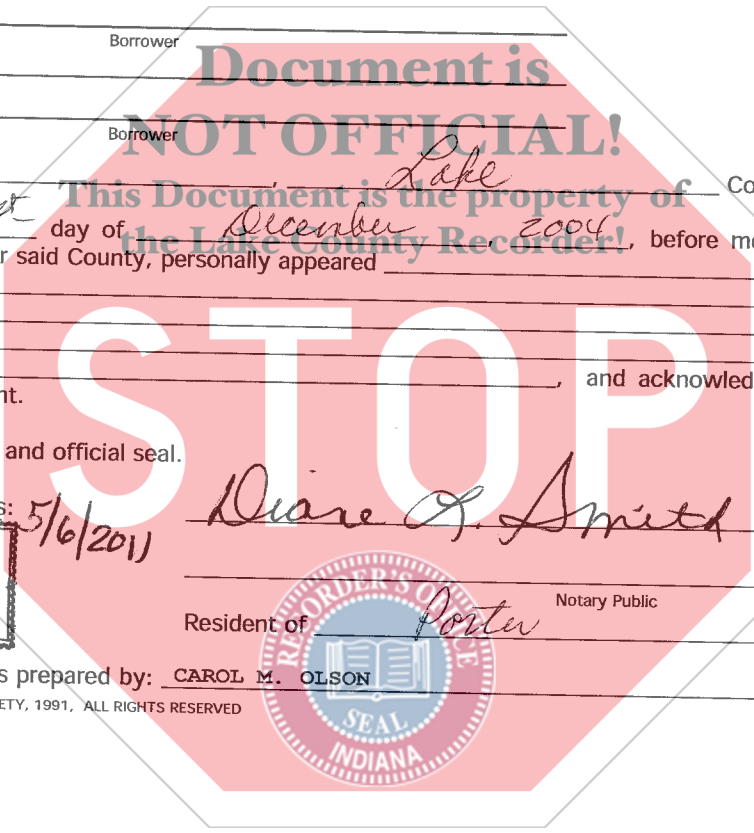 Borrower
Document is
NOT OFFICIAL!
Borrower
Lake Co
This Document is the property of
day of December, 2004, before me
the Lake County Recorder!
r said County, personally appeared
STOP
, and acknowled
nt.
and official seal.
s: 5/6/2011
Diane L. Smith
Notary Public
Resident of Porter
s prepared by: CAROL M. OLSON
ETY, 1991, ALL RIGHTS RESERVED
RECORDER'S OFFICE
SEAL
INDIANA